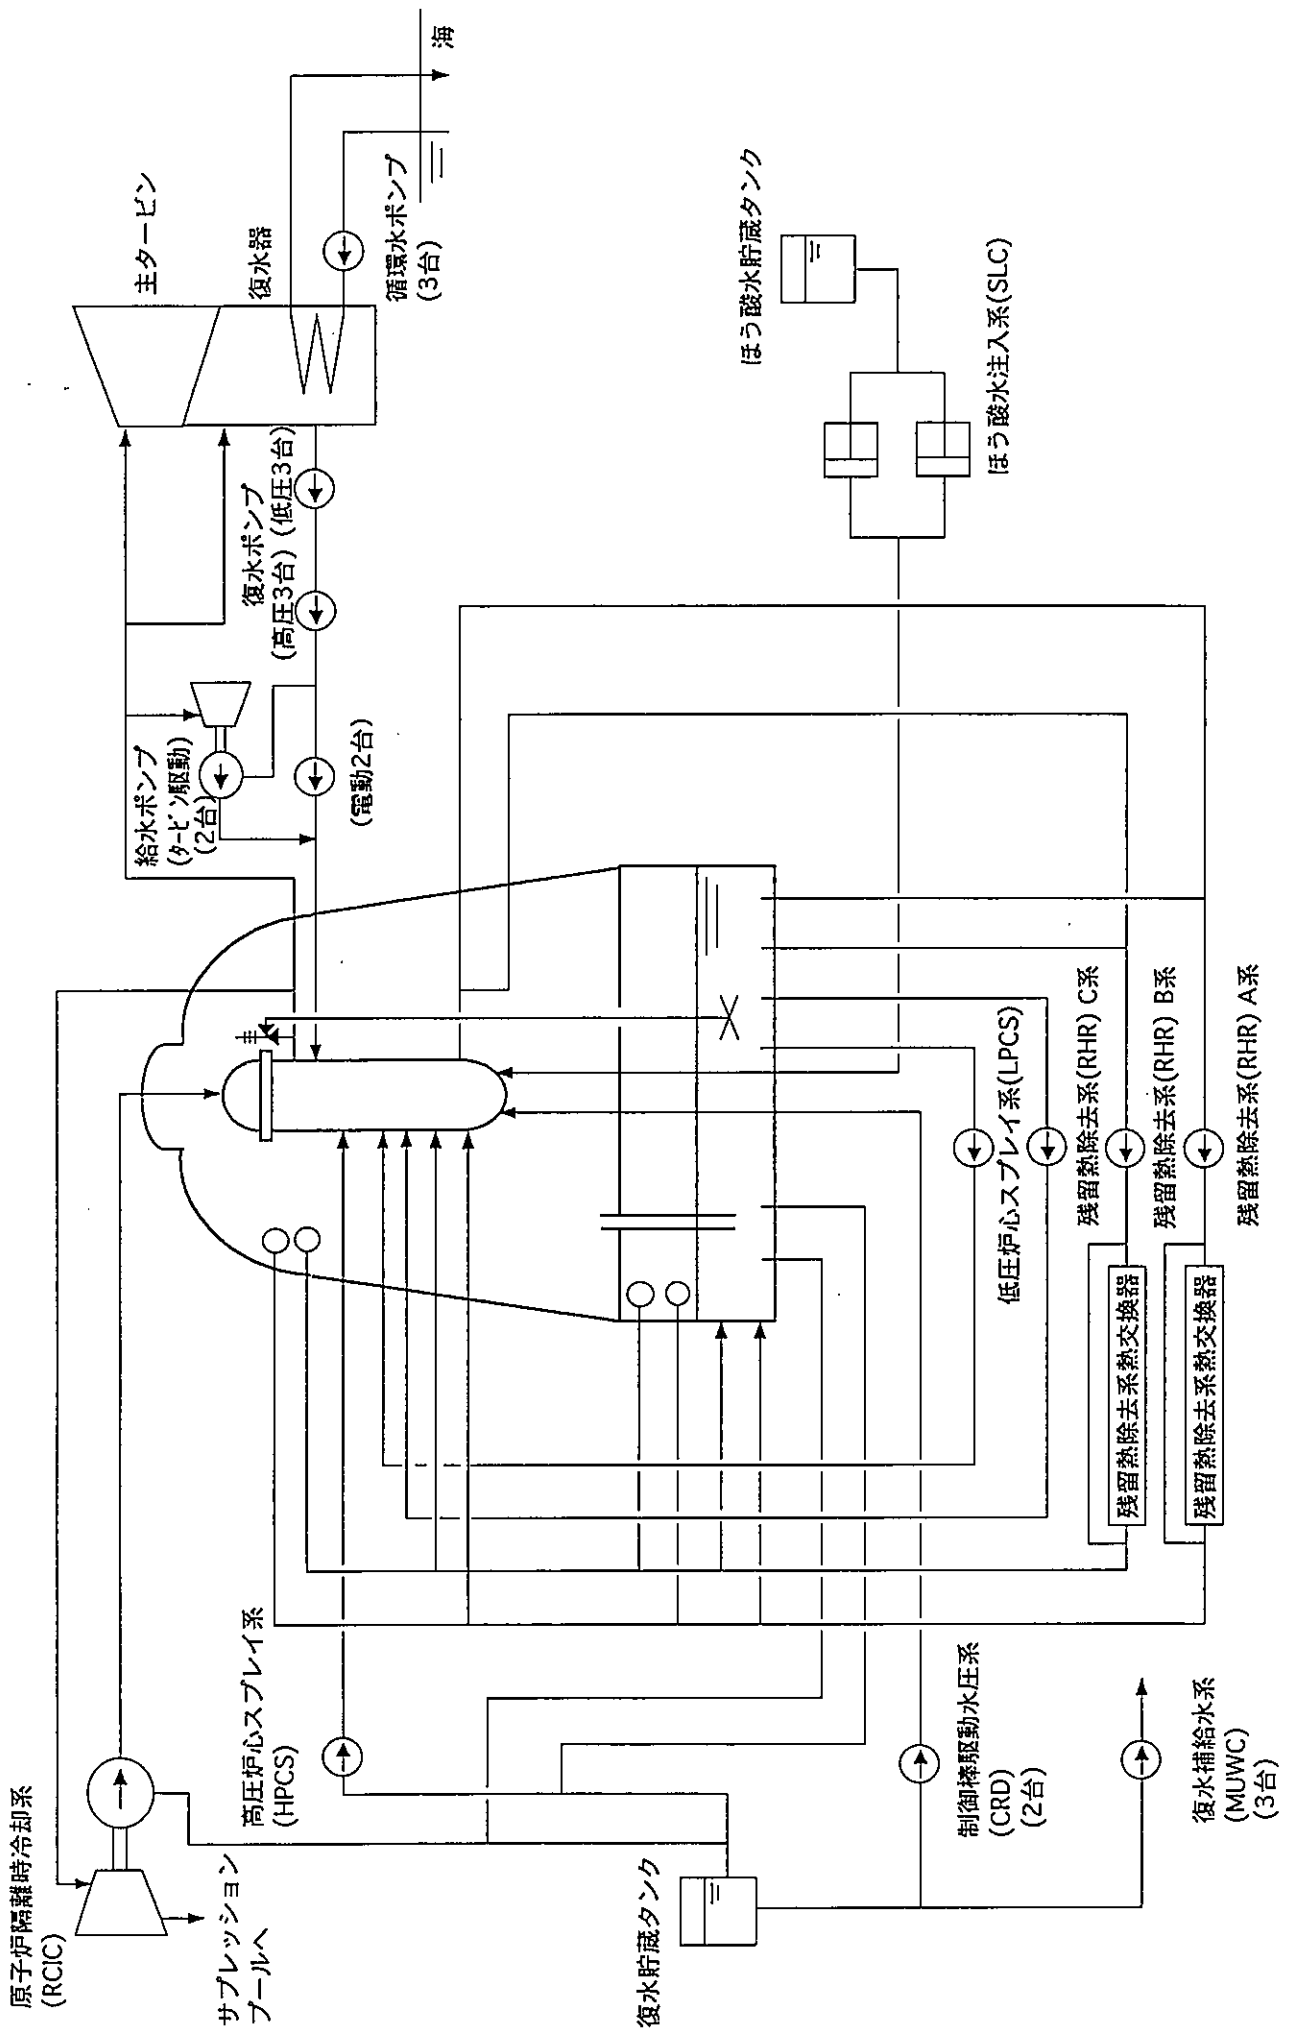 原子炉隔離時冷却系
(RCIC)
サプレッション
プールへ
高圧炉心スプレイ系
(HPCS)
復水貯蔵タンク
制御棒駆動水圧系
(CRD)
(2台)
復水補給水系
(MUWC)
(3台)
給水ポンプ
(タービン駆動)
(2台)
(電動2台)
復水ポンプ
(高圧3台)(低圧3台)
主タービン
復水器
循環水ポンプ
(3台)
海
ほう酸水貯蔵タンク
ほう酸水注入系(SLC)
低圧炉心スプレイ系(LPCS)
残留熱除去系(RHR) C系
残留熱除去系(RHR) B系
残留熱除去系(RHR) A系
残留熱除去系熱交換器
残留熱除去系熱交換器